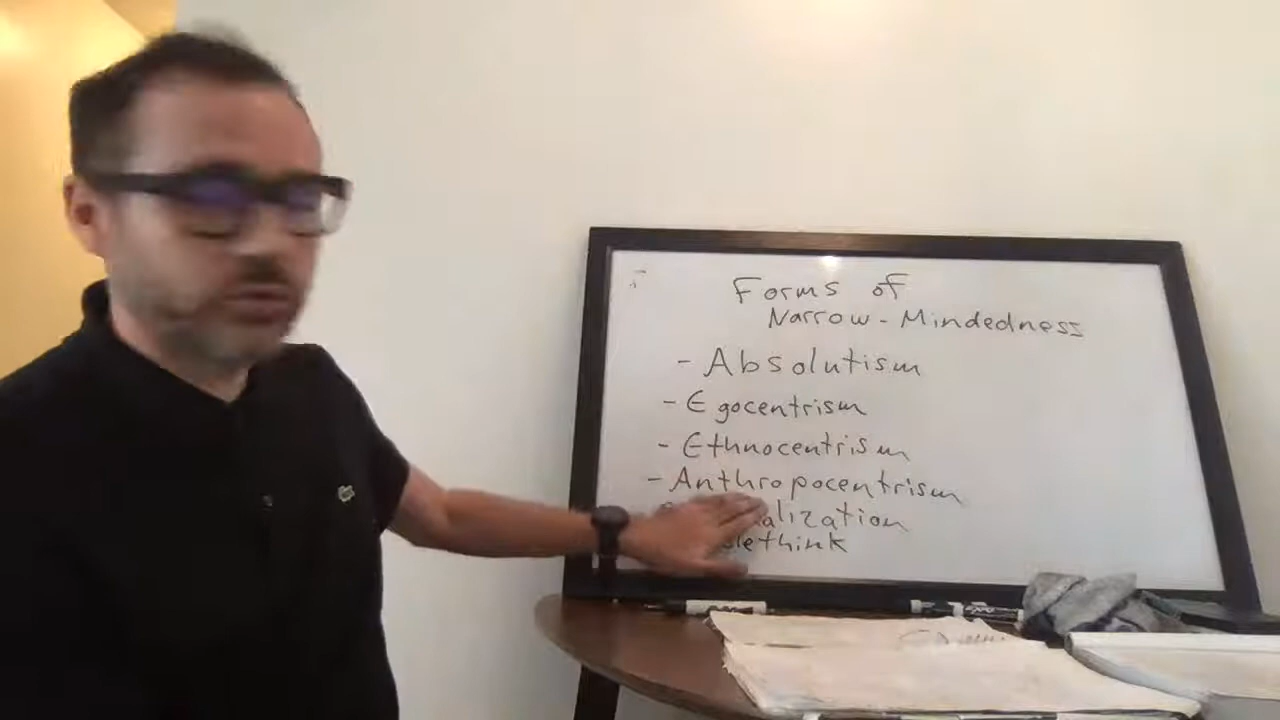 Forms of
Narrow-Mindedness
- Absolutism
- Egocentrism
- Ethnocentrism
- Anthropocentrism